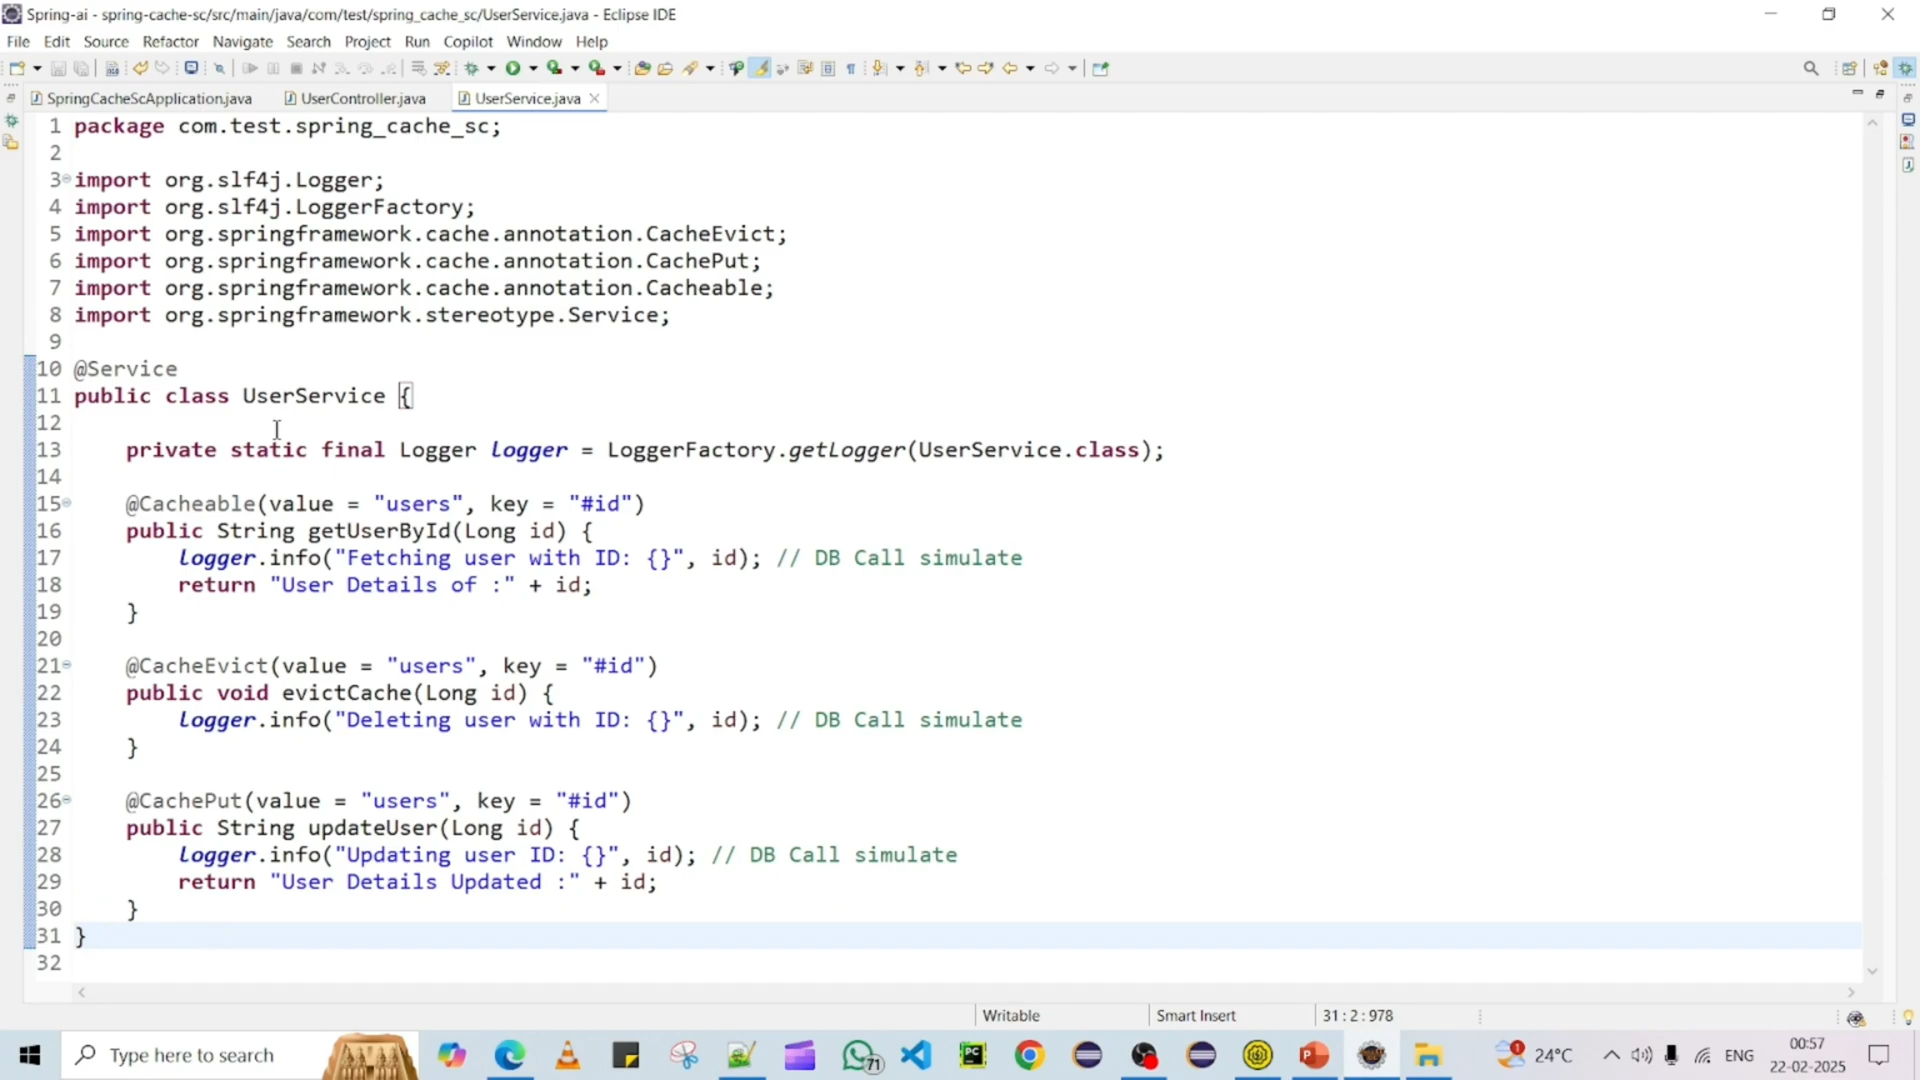 Spring-ai - spring-cache-sc/src/main/java/com/test/spring_cache_sc/UserService.java - Eclipse IDE
File Edit Source Refactor Navigate Search Project Run Copilot Window Help
SpringCacheScApplication.java UserController.java UserService.java
1 package com.test.spring_cache_sc;
2
3 import org.slf4j.Logger;
4 import org.slf4j.LoggerFactory;
5 import org.springframework.cache.annotation.CacheEvict;
6 import org.springframework.cache.annotation.CachePut;
7 import org.springframework.cache.annotation.Cacheable;
8 import org.springframework.stereotype.Service;
9
10 @Service
11 public class UserService {
12
13 private static final Logger logger = LoggerFactory.getLogger(UserService.class);
14
15 @Cacheable(value = "users", key = "#id")
16 public String getUserById(Long id) {
17 logger.info("Fetching user with ID: {}", id); // DB Call simulate
18 return "User Details of :" + id;
19 }
20
21 @CacheEvict(value = "users", key = "#id")
22 public void evictCache(Long id) {
23 logger.info("Deleting user with ID: {}", id); // DB Call simulate
24 }
25
26 @CachePut(value = "users", key = "#id")
27 public String updateUser(Long id) {
28 logger.info("Updating user ID: {}", id); // DB Call simulate
29 return "User Details Updated :" + id;
30 }
31 }
32
Writable Smart Insert 31 : 2 : 978
Type here to search 71 PC 1 24°C ENG 00:57
22-02-2025